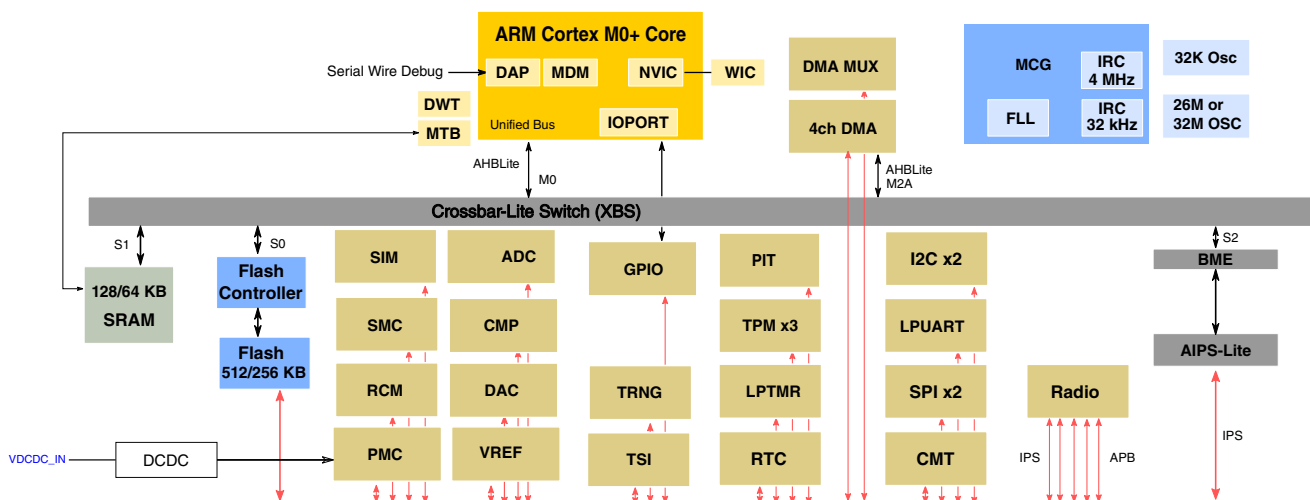 ARM Cortex M0+ Core
Serial Wire Debug
DAP
MDM
NVIC
WIC
DWT
MTB
Unified Bus
IOPORT
DMA MUX
4ch DMA
MCG
IRC
4 MHz
FLL
IRC
32 kHz
32K Osc
26M or
32M OSC
AHBLite
M0
AHBLite
M2A
Crossbar-Lite Switch (XBS)
S1
S0
S2
128/64 KB
SRAM
Flash
Controller
Flash
512/256 KB
SIM
ADC
GPIO
PIT
I2C x2
BME
SMC
CMP
TPM x3
LPUART
AIPS-Lite
RCM
DAC
TRNG
LPTMR
SPI x2
Radio
VDCDC_IN
DCDC
PMC
VREF
TSI
RTC
CMT
IPS
APB
IPS